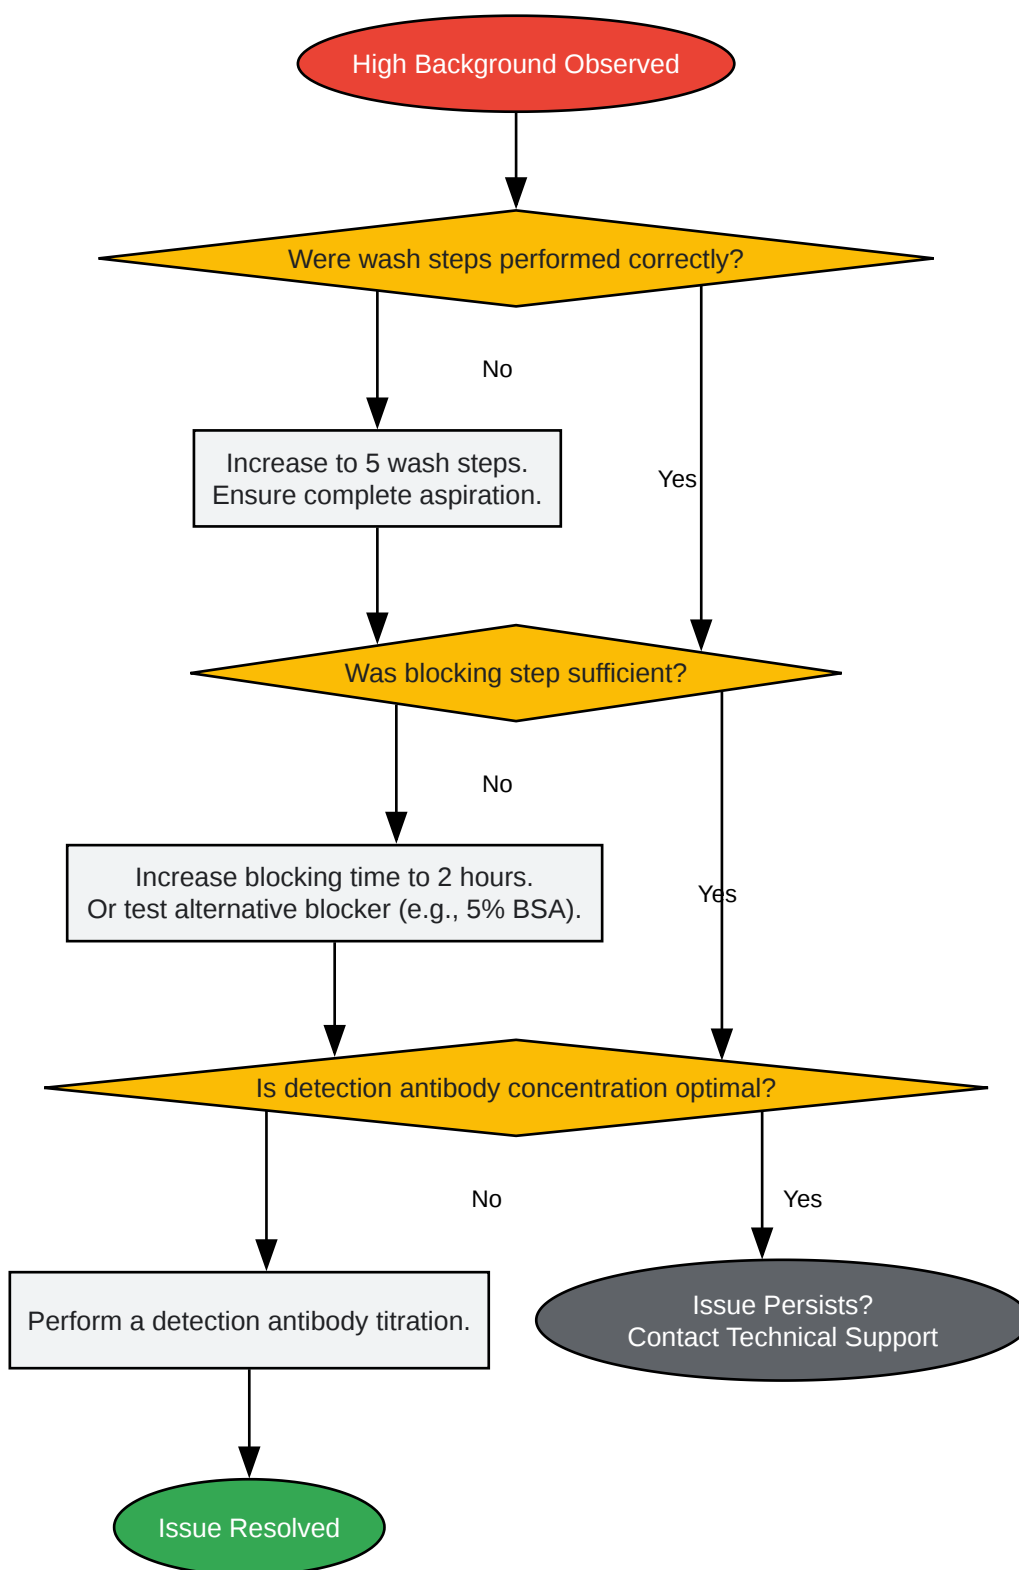 High Background Observed
Were wash steps performed correctly?
No
Increase to 5 wash steps.
Ensure complete aspiration.
Yes
Was blocking step sufficient?
No
Increase blocking time to 2 hours.
Or test alternative blocker (e.g., 5% BSA).
Yes
Is detection antibody concentration optimal?
No
Yes
Perform a detection antibody titration.
Issue Persists?
Contact Technical Support
Issue Resolved